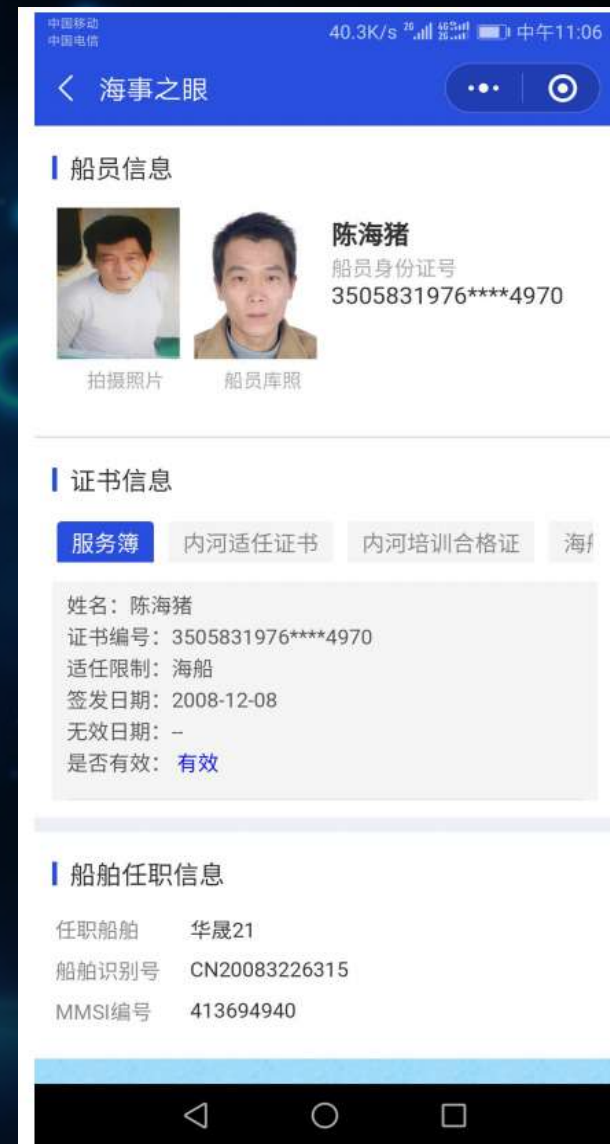 中国移动
中国电信
40.3K/s 中午11:06
海事之眼
船员信息
陈海猪
船员身份证号
3505831976****4970
拍摄照片 船员库照
证书信息
服务簿 内河适任证书 内河培训合格证 海
姓名：陈海猪
证书编号：3505831976****4970
适任限制：海船
签发日期：2008-12-08
无效日期：--
是否有效：有效
船舶任职信息
任职船舶 华晟21
船舶识别号 CN20083226315
MMSI编号 413694940